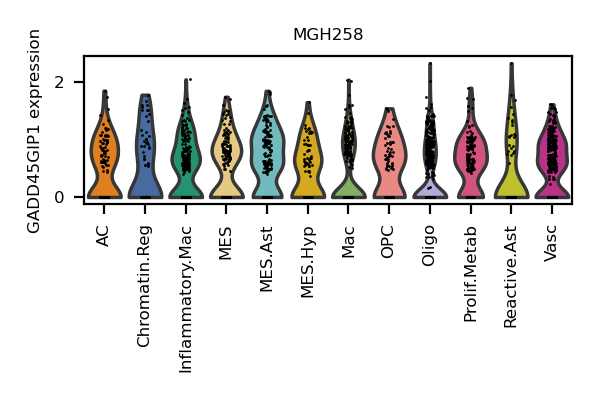 MGH258
GADD45GIP1 expression
2
0
AC
Chromatin.Reg
Inflammatory.Mac
MES
MES.Ast
MES.Hyp
Mac
OPC
Oligo
Prolif.Metab
Reactive.Ast
Vasc